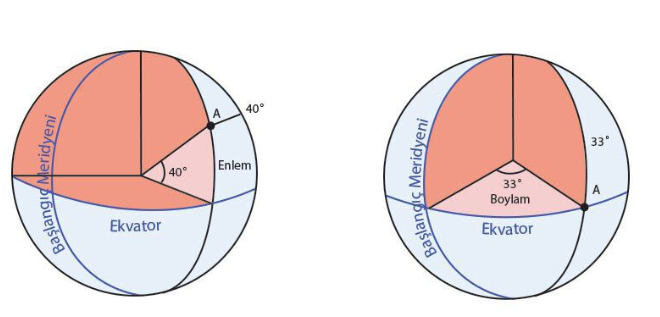 A
40°
40°
Enlem
Başlangıç Meridyeni
Ekvator
33°
33°
Boylam
A
Başlangıç Meridyeni
Ekvator